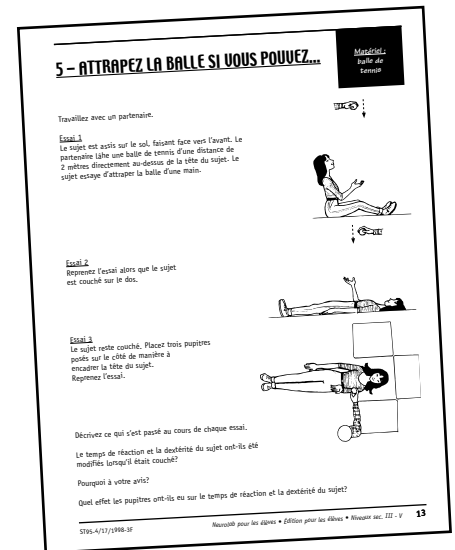 5 – ATTRAPEZ LA BALLE SI VOUS POUVEZ...
Matériel :
balle de
tennis
Travaillez avec un partenaire.
Essai 1
Le sujet est assis sur le sol, faisant face vers l'avant. Le
partenaire lâhe une balle de tennis d'une distance de
2 mètres directement au-dessus de la tête du sujet. Le
sujet essaye d'attraper la balle d'une main.
Essai 2
Reprenez l'essai alors que le sujet
est couché sur le dos.
Essai 3
Le sujet reste couché. Placez trois pupitres
posés sur le côté de manière à
encadrer la tête du sujet.
Reprenez l'essai.
Décrivez ce qui s'est passé au cours de chaque essai.
Le temps de réaction et la dextérité du sujet ont-ils été
modifiés lorsqu'il était couché?
Pourquoi à votre avis?
Quel effet les pupitres ont-ils eu sur le temps de réaction et la dextérité du sujet?
ST95-4/17/1998-3F
Neurolab pour les élèves • Édition pour les élèves • Niveaux sec. III - V
13